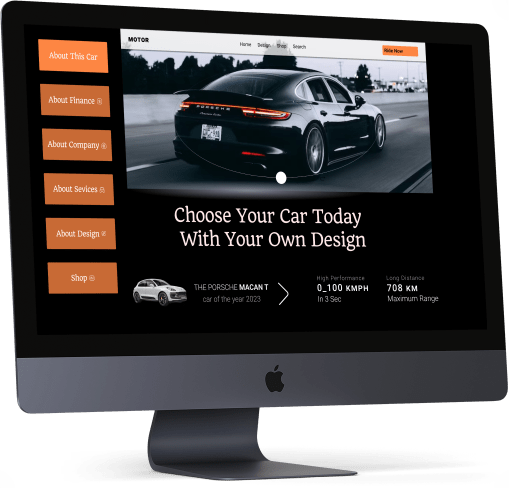 MOTOR
Home Design Shop Search
Ride Now
About This Car
About Finance
About Company
About Sevices
About Design
Shop
PORSCHE
Choose Your Car Today
With Your Own Design
THE PORSCHE MACAN T
car of the year 2023
High Performance
0_100 KMPH
In 3 Sec
Long Distance
708 KM
Maximum Range